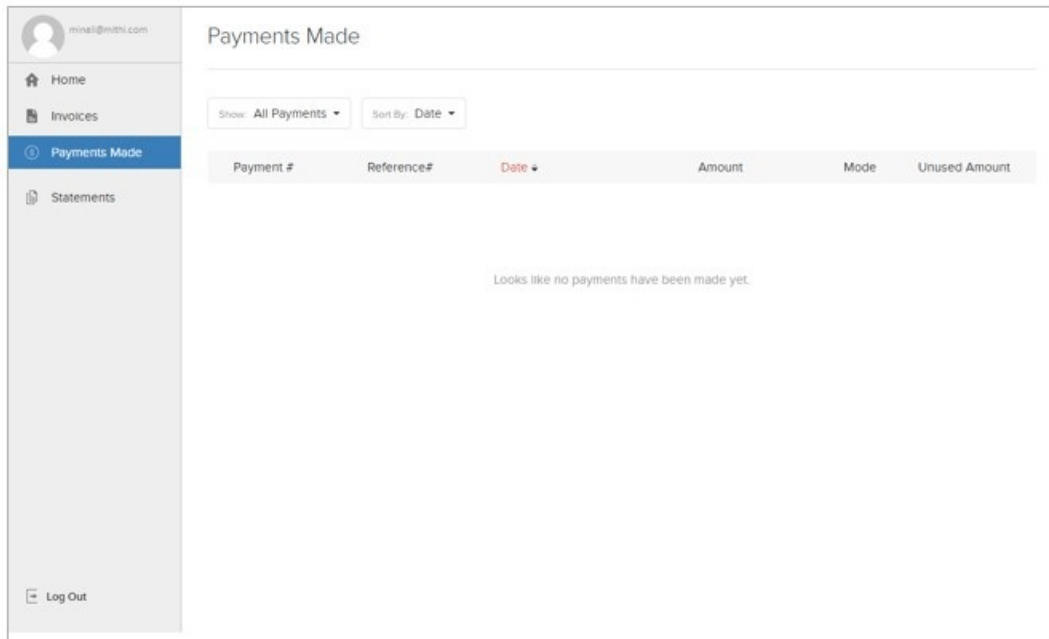 minal@mithi.com
Home
Invoices
Payments Made
Statements
Log Out
Payments Made
Show: All Payments Sort By: Date
Payment # Reference# Date Amount Mode Unused Amount
Looks like no payments have been made yet.